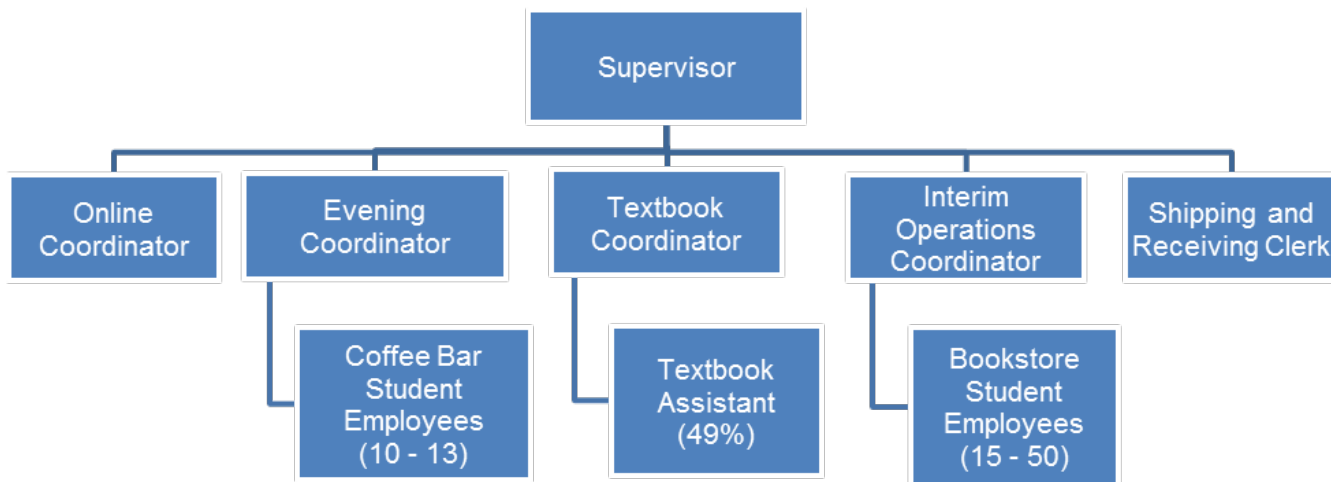 Supervisor
Online
Coordinator
Evening
Coordinator
Textbook
Coordinator
Interim
Operations
Coordinator
Shipping and
Receiving Clerk
Coffee Bar
Student
Employees
(10 - 13)
Textbook
Assistant
(49%)
Bookstore
Student
Employees
(15 - 50)